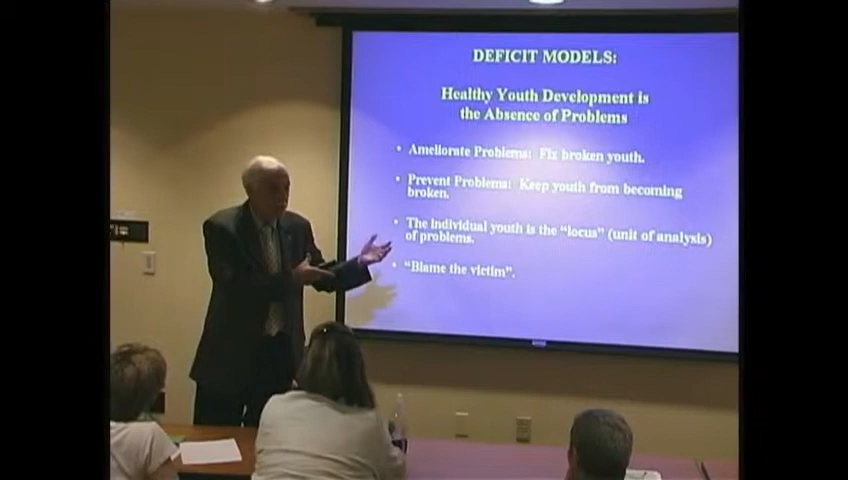 DEFICIT MODELS:
Healthy Youth Development is
the Absence of Problems
• Ameliorate Problems: Fix broken youth.
• Prevent Problems: Keep youth from becoming
broken.
• The individual youth is the “locus” (unit of analysis)
of problems.
• “Blame the victim”.